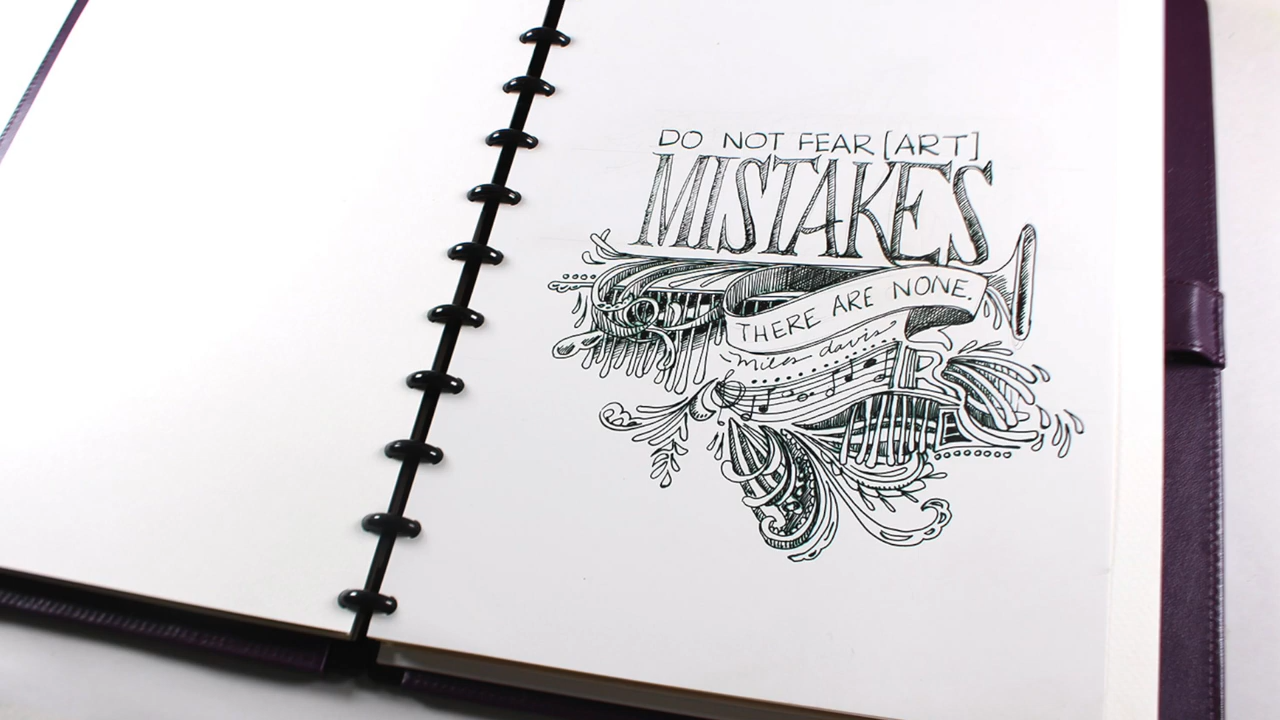 DO NOT FEAR [ART]
MISTAKES
THERE ARE NONE.
miles davis